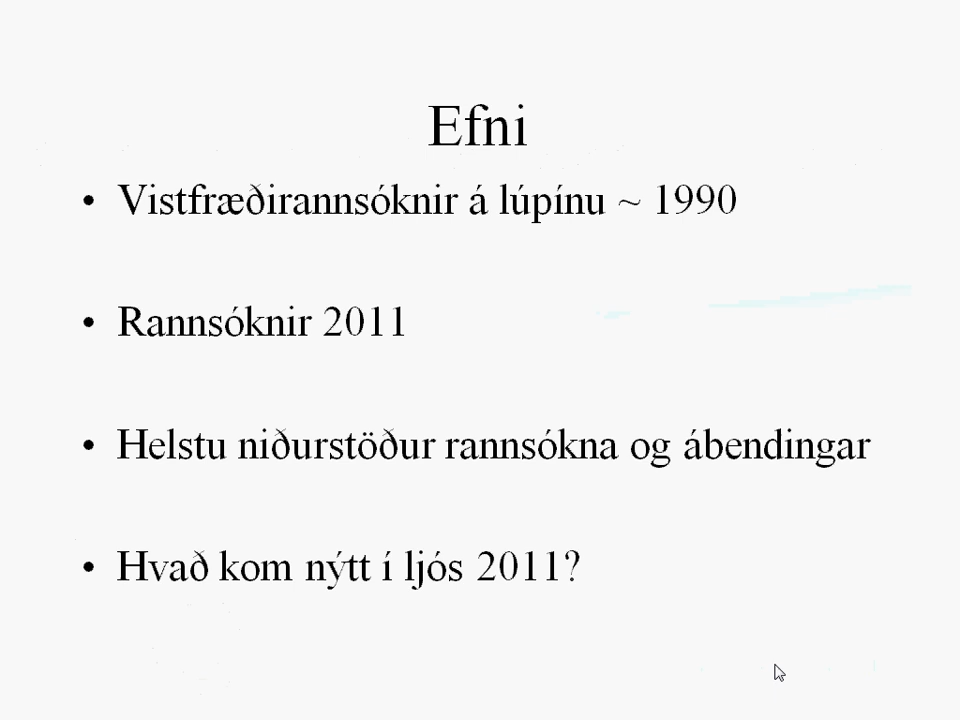 Efni
• Vistfræðirannsóknir á lúpínu ~ 1990
• Rannsóknir 2011
• Helstu niðurstöður rannsókna og ábendingar
• Hvað kom nýtt í ljós 2011?